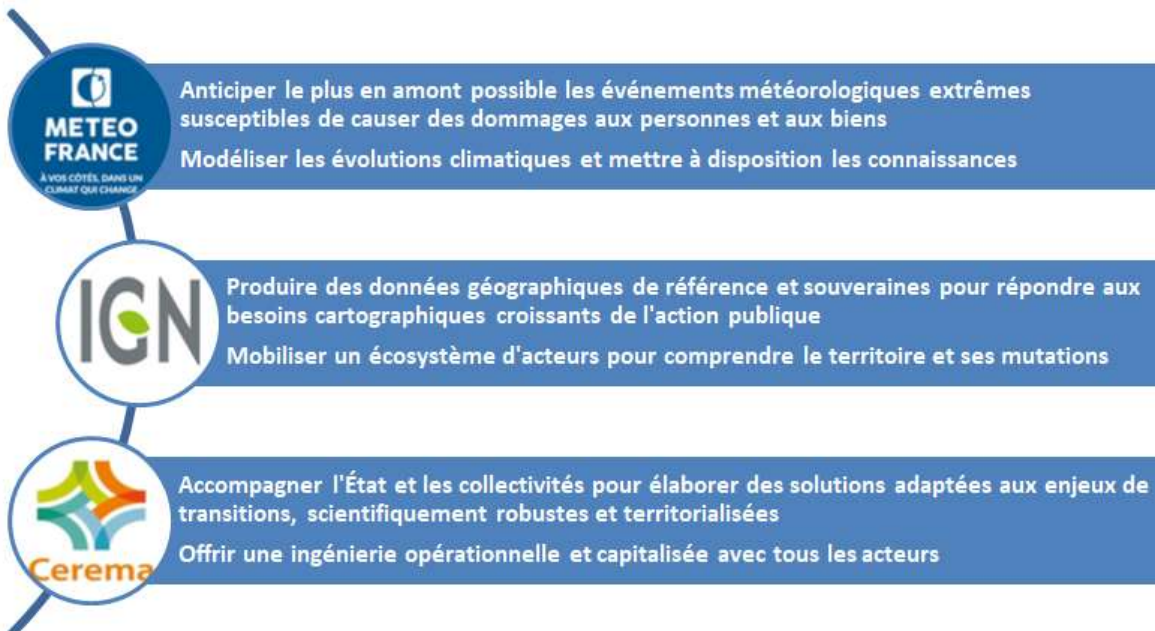 METEO
FRANCE
À VOS CÔTÉS, DANS UN
CLIMAT QUI CHANGE
Anticiper le plus en amont possible les événements météorologiques extrêmes
susceptibles de causer des dommages aux personnes et aux biens
Modéliser les évolutions climatiques et mettre à disposition les connaissances
IGN
Produire des données géographiques de référence et souveraines pour répondre aux
besoins cartographiques croissants de l'action publique
Mobiliser un écosystème d'acteurs pour comprendre le territoire et ses mutations
Cerema
Accompagner l'État et les collectivités pour élaborer des solutions adaptées aux enjeux de
transitions, scientifiquement robustes et territorialisées
Offrir une ingénierie opérationnelle et capitalisée avec tous les acteurs